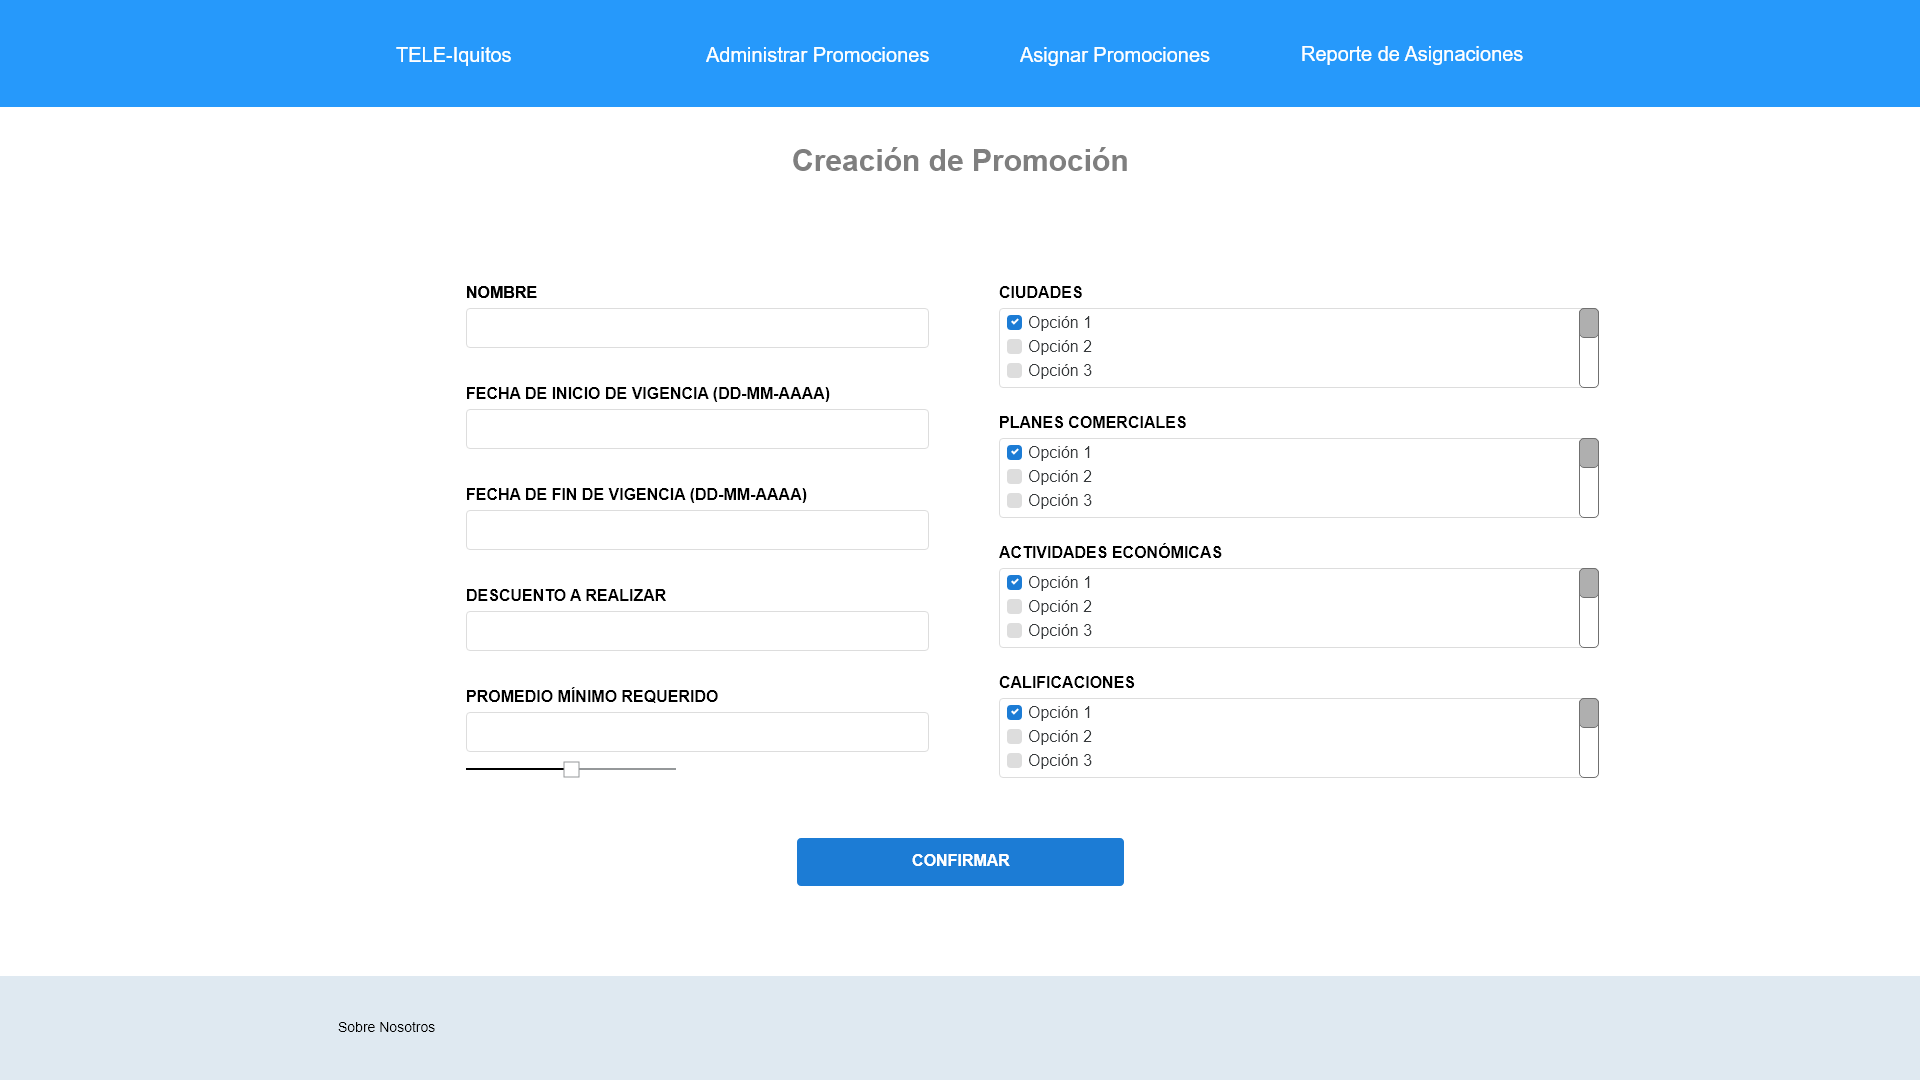 TELE-Iquitos
Administrar Promociones
Asignar Promociones
Reporte de Asignaciones
Creación de Promoción
NOMBRE
FECHA DE INICIO DE VIGENCIA (DD-MM-AAAA)
FECHA DE FIN DE VIGENCIA (DD-MM-AAAA)
DESCUENTO A REALIZAR
PROMEDIO MÍNIMO REQUERIDO
CIUDADES
Opción 1
Opción 2
Opción 3
PLANES COMERCIALES
Opción 1
Opción 2
Opción 3
ACTIVIDADES ECONÓMICAS
Opción 1
Opción 2
Opción 3
CALIFICACIONES
Opción 1
Opción 2
Opción 3
CONFIRMAR
Sobre Nosotros